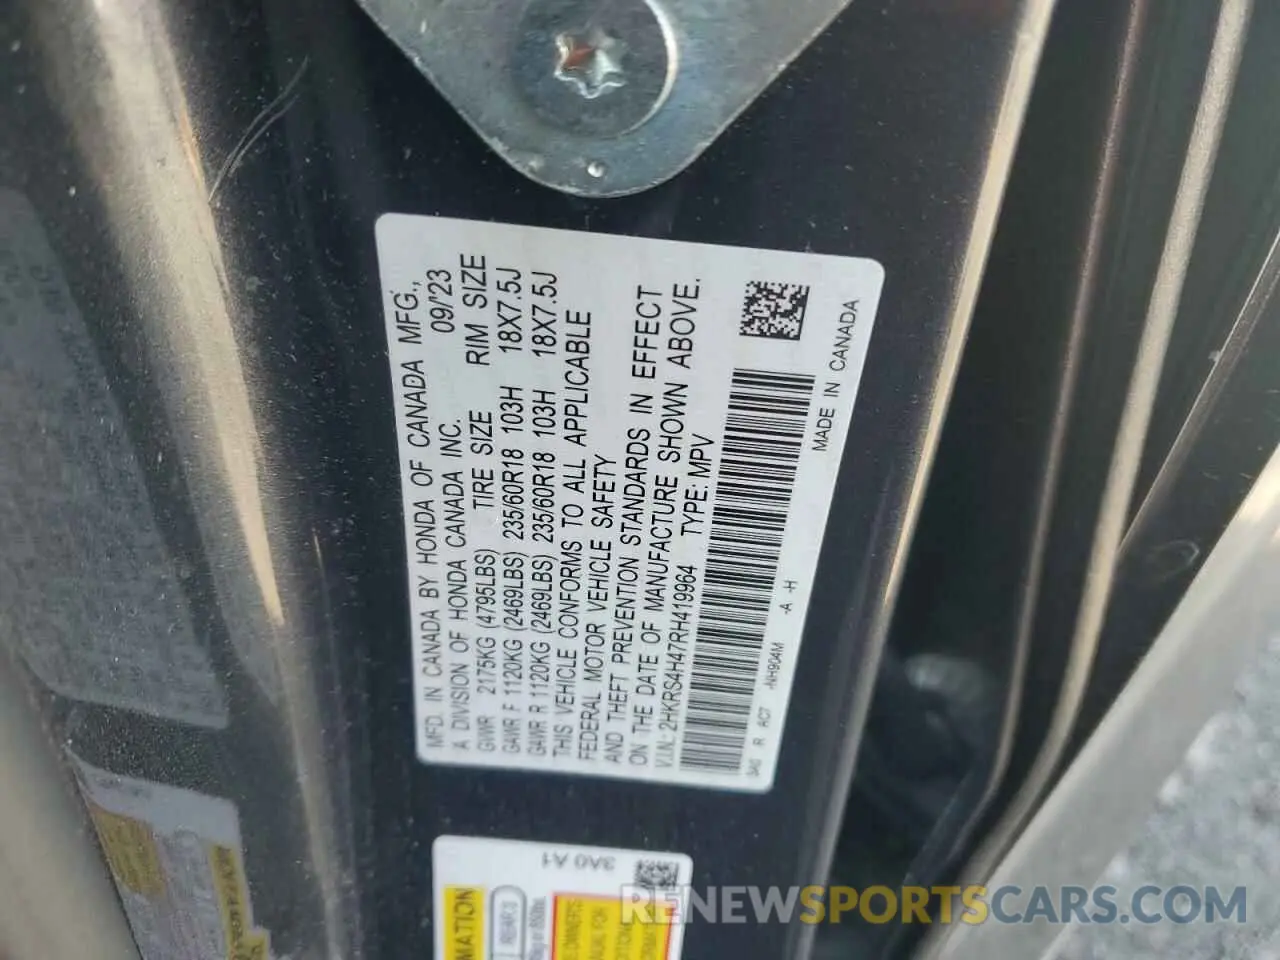 MFD. IN CANADA BY HONDA OF CANADA MFG.,
A DIVISION OF HONDA CANADA INC. 09/'23
GVWR 2175KG (4795LBS) TIRE SIZE RIM SIZE
GAWR F 1120KG (2469LBS) 235/60R18 103H 18X7.5J
GAWR R 1120KG (2469LBS) 235/60R18 103H 18X7.5J
THIS VEHICLE CONFORMS TO ALL APPLICABLE
FEDERAL MOTOR VEHICLE SAFETY
AND THEFT PREVENTION STANDARDS IN EFFECT
ON THE DATE OF MANUFACTURE SHOWN ABOVE.
V.I.N.: 2HKRS4H47RH419964 TYPE: MPV
3A0 R AC7 -NH904M -A -H
MADE IN CANADA
3A0 A1
RENEWSPORTSCARS.COM